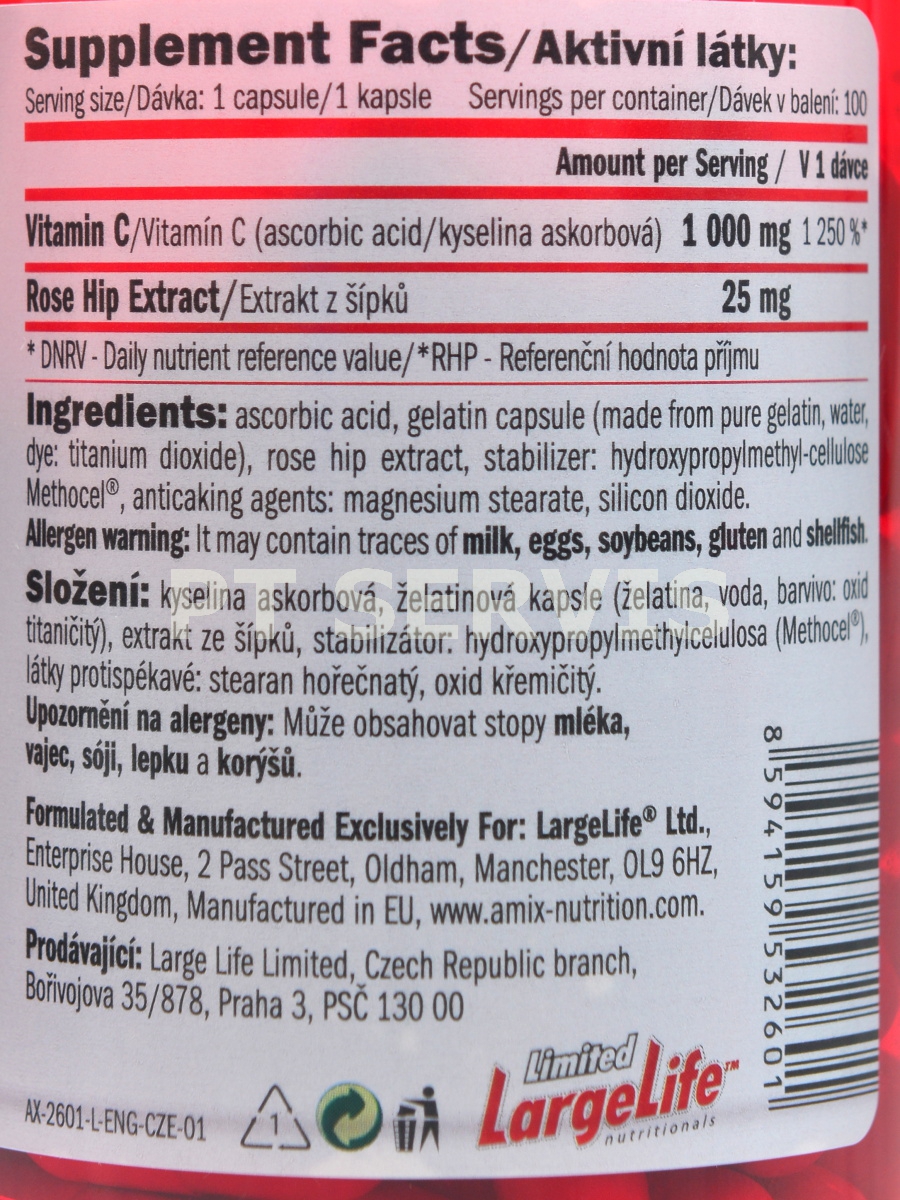 Supplement Facts/Aktivní látky:
Serving size/Dávka: 1 capsule/1 kapsle Servings per container/Dávek v balení: 100
Amount per Serving / V 1 dávce
Vitamin C/Vitamín C (ascorbic acid/kyselina askorbová) 1 000 mg 1 250 %*
Rose Hip Extract/Extrakt z šípků 25 mg
* DNRV - Daily nutrient reference value/*RHP - Referenční hodnota příjmu
Ingredients: ascorbic acid, gelatin capsule (made from pure gelatin, water,
dye: titanium dioxide), rose hip extract, stabilizer: hydroxypropylmethyl-cellulose
Methocel®, anticaking agents: magnesium stearate, silicon dioxide.
Allergen warning: It may contain traces of milk, eggs, soybeans, gluten and shellfish.
Složení: kyselina askorbová, želatinová kapsle (želatina, voda, barvivo: oxid
titaničitý), extrakt ze šípků, stabilizátor: hydroxypropylmethylcelulosa (Methocel®),
látky protispékavé: stearan hořečnatý, oxid křemičitý.
Upozornění na alergeny: Může obsahovat stopy mléka,
vajec, sóji, lepku a korýšů.
PT SERVIS
Formulated & Manufactured Exclusively For: LargeLife® Ltd.,
Enterprise House, 2 Pass Street, Oldham, Manchester, OL9 6HZ,
United Kingdom, Manufactured in EU, www.amix-nutrition.com.
Prodávající: Large Life Limited, Czech Republic branch,
Bořivojova 35/878, Praha 3, PSČ 130 00
8 594159 532601
AX-2601-L-ENG-CZE-01
1
Limited
LargeLife™
nutritionals